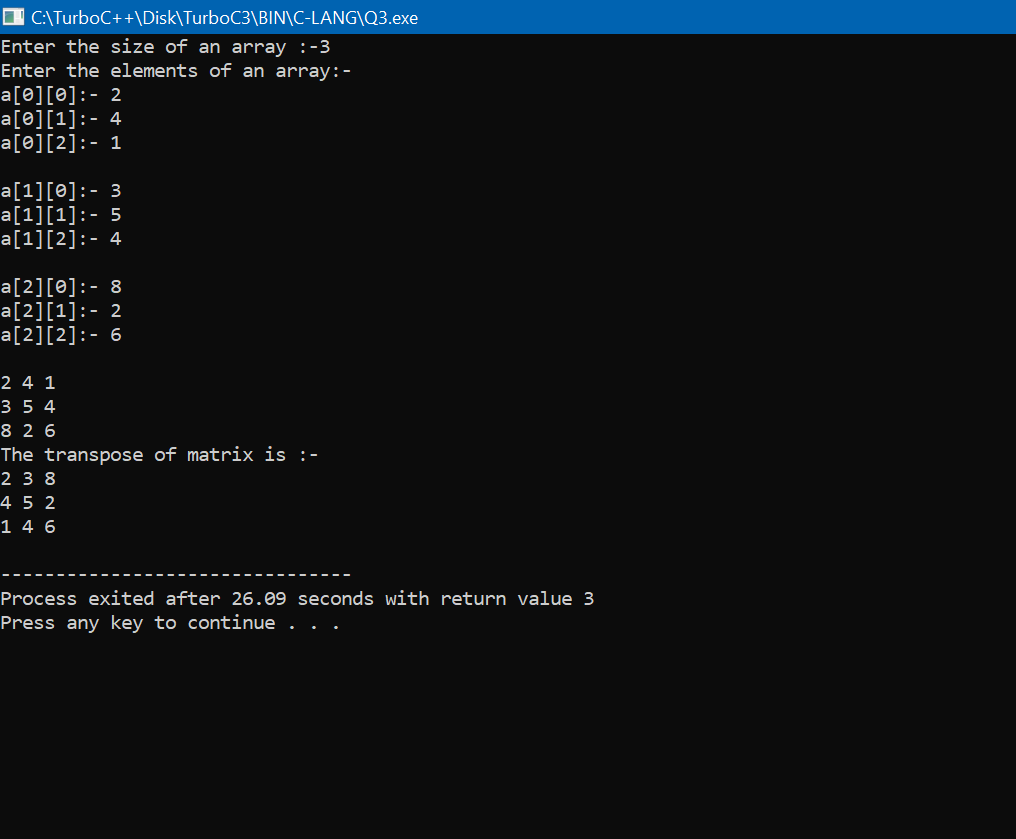 C:\TurboC++\Disk\TurboC3\BIN\C-LANG\Q3.exe
Enter the size of an array :-3
Enter the elements of an array:-
a[0][0]:- 2
a[0][1]:- 4
a[0][2]:- 1
a[1][0]:- 3
a[1][1]:- 5
a[1][2]:- 4
a[2][0]:- 8
a[2][1]:- 2
a[2][2]:- 6
2 4 1
3 5 4
8 2 6
The transpose of matrix is :-
2 3 8
4 5 2
1 4 6
--------------------------------
Process exited after 26.09 seconds with return value 3
Press any key to continue . . .